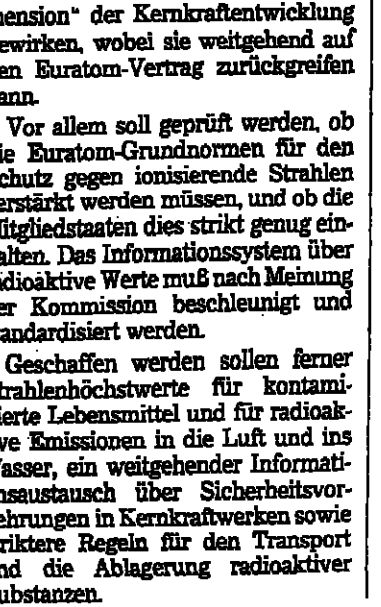 mension“ der Kernkraftentwicklung
ewirken, wobei sie weitgehend auf
en Euratom-Vertrag zurückgreifen
ann.
Vor allem soll geprüft werden, ob
ie Euratom-Grundnormen für den
chutz gegen ionisierende Strahlen
erstärkt werden müssen, und ob die
Mitgliedstaaten dies strikt genug ein-
alten. Das Informationssystem über
adioaktive Werte muß nach Meinung
er Kommission beschleunigt und
tandardisiert werden.
Geschaffen werden sollen ferner
trahlenhöchstwerte für kontami-
ierte Lebensmittel und für radioak-
ve Emissionen in die Luft und ins
Wasser, ein weitgehender Informati-
nsaustausch über Sicherheitsvor-
ehrungen in Kernkraftwerken sowie
triktere Regeln für den Transport
nd die Ablagerung radioaktiver
ubstanzen.